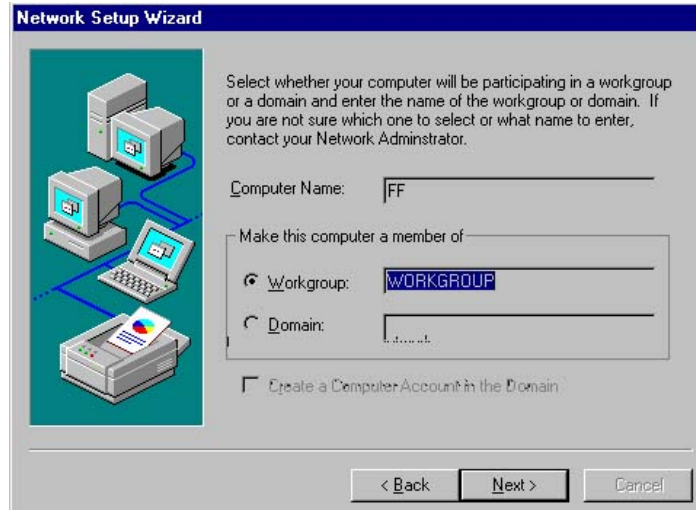 Network Setup Wizard
Select whether your computer will be participating in a workgroup
or a domain and enter the name of the workgroup or domain. If
you are not sure which one to select or what name to enter,
contact your Network Adminstrator.
Computer Name: FF
Make this computer a member of
Workgroup: WORKGROUP
Domain:
Create a Computer Account in the Domain
< Back Next > Cancel